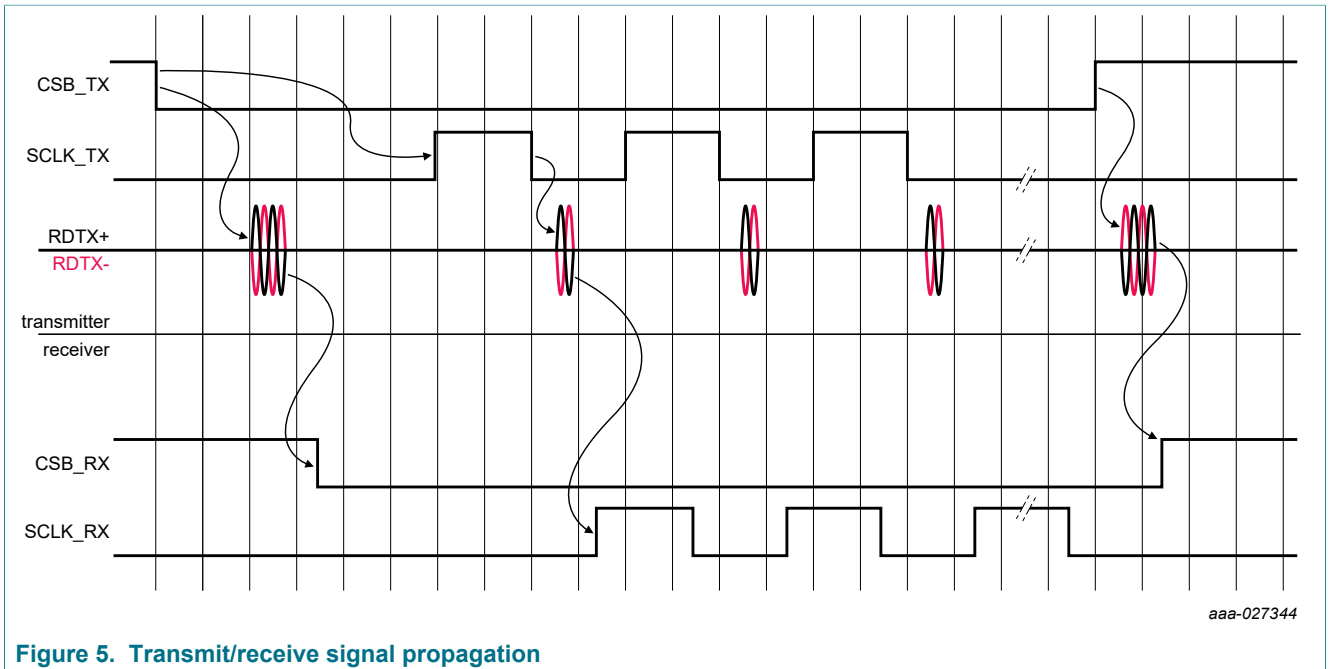 CSB_TX
SCLK_TX
RDTX+
RDTX-
transmitter
receiver
CSB_RX
SCLK_RX
aaa-027344
Figure 5. Transmit/receive signal propagation